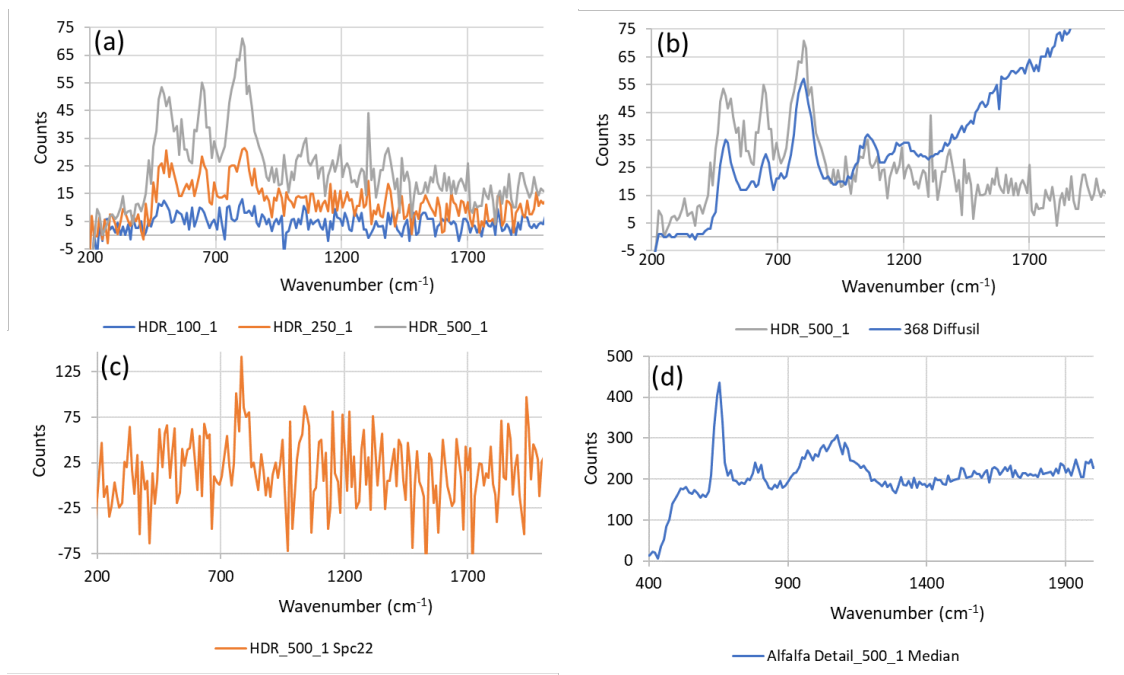 (a)
75
65
55
45
35
25
15
5
-5
Counts
200 700 1200 1700
Wavenumber (cm-1)
HDR_100_1 HDR_250_1 HDR_500_1
(b)
75
65
55
45
35
25
15
5
-5
Counts
200 700 1200 1700
Wavenumber (cm-1)
HDR_500_1 368 Diffusil
(c)
125
75
25
-25
-75
Counts
200 700 1200 1700
Wavenumber (cm-1)
HDR_500_1 Spc22
(d)
500
400
300
200
100
0
Counts
400 900 1400 1900
Wavenumber (cm-1)
Alfalfa Detail_500_1 Median